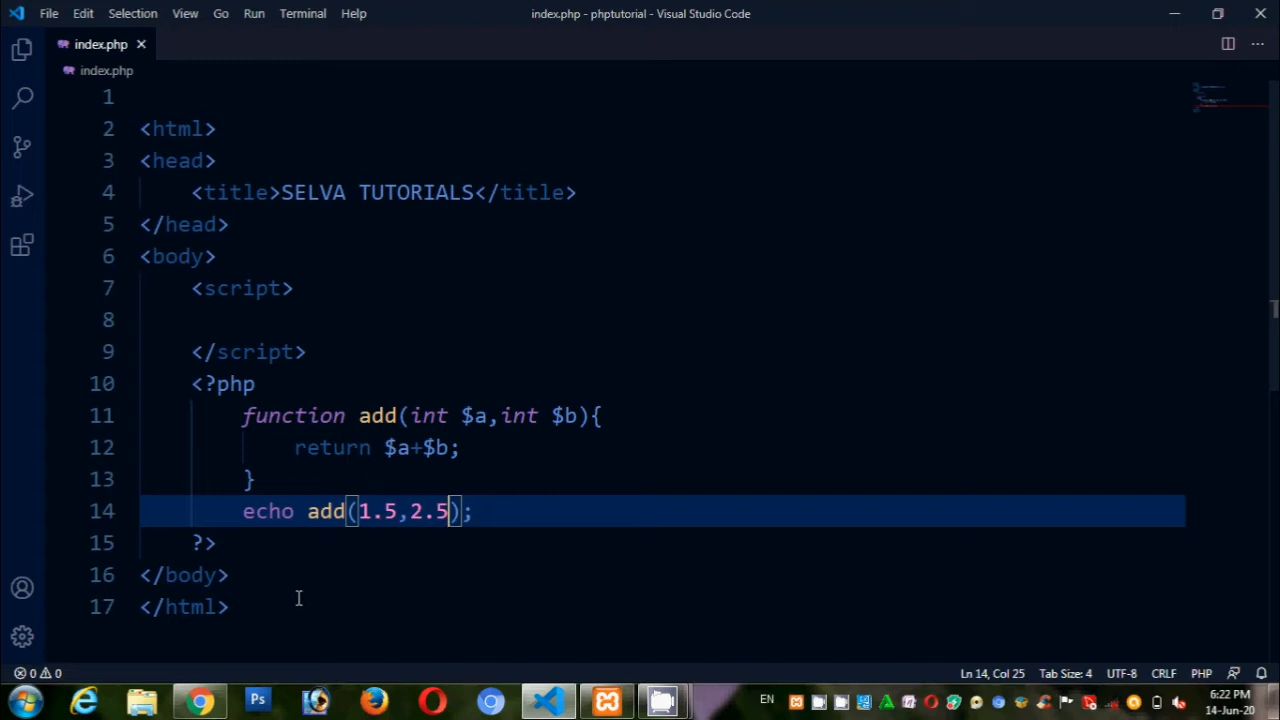 File Edit Selection View Go Run Terminal Help
index.php - phptutorial - Visual Studio Code
index.php
index.php
1
2 <html>
3 <head>
4 <title>SELVA TUTORIALS</title>
5 </head>
6 <body>
7 <script>
8
9 </script>
10 <?php
11 function add(int $a,int $b){
12 return $a+$b;
13 }
14 echo add(1.5,2.5);
15 ?>
16 </body>
17 </html>
0 0
Ln 14, Col 25 Tab Size: 4 UTF-8 CRLF PHP
Ps
EN
6:22 PM
14-Jun-20